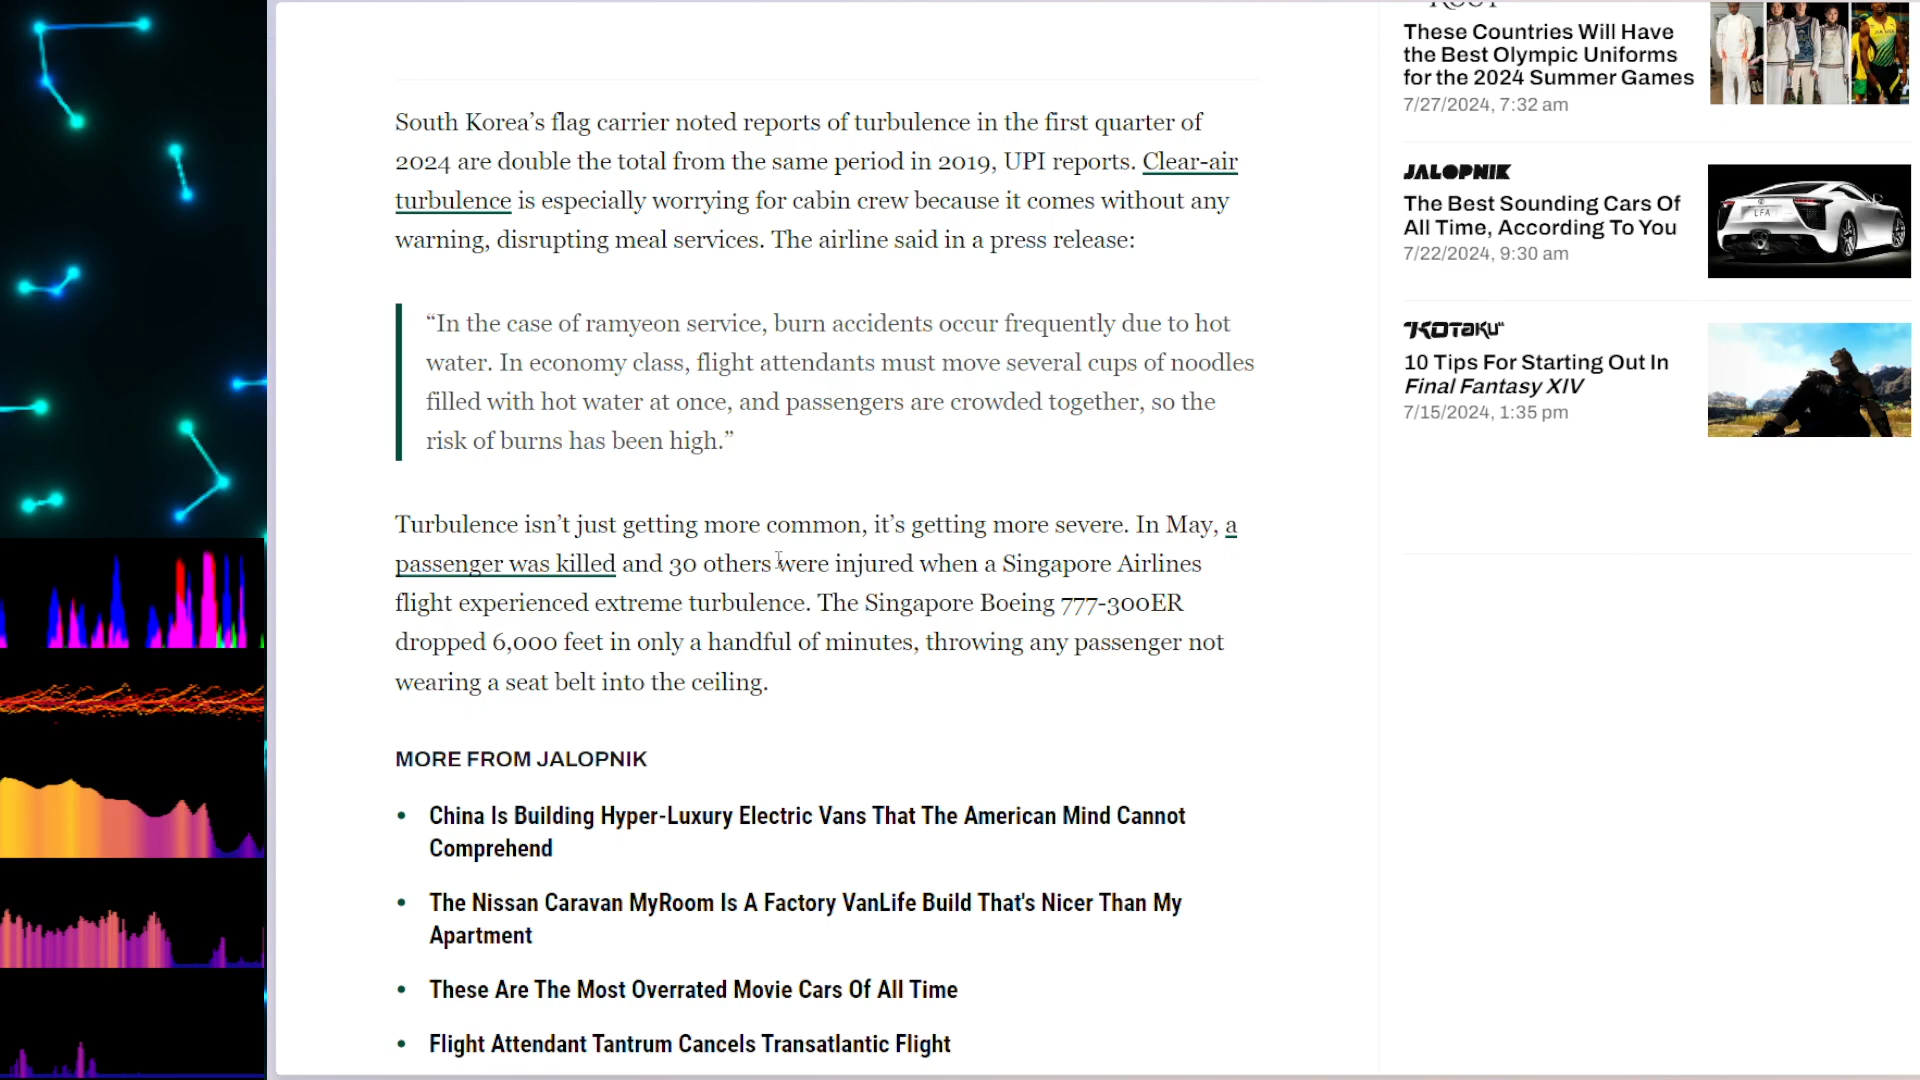 South Korea’s flag carrier noted reports of turbulence in the first quarter of
2024 are double the total from the same period in 2019, UPI reports. Clear-air
turbulence is especially worrying for cabin crew because it comes without any
warning, disrupting meal services. The airline said in a press release:
“In the case of ramyeon service, burn accidents occur frequently due to hot
water. In economy class, flight attendants must move several cups of noodles
filled with hot water at once, and passengers are crowded together, so the
risk of burns has been high.”
Turbulence isn’t just getting more common, it’s getting more severe. In May, a
passenger was killed and 30 others were injured when a Singapore Airlines
flight experienced extreme turbulence. The Singapore Boeing 777-300ER
dropped 6,000 feet in only a handful of minutes, throwing any passenger not
wearing a seat belt into the ceiling.
MORE FROM JALOPNIK
• China Is Building Hyper-Luxury Electric Vans That The American Mind Cannot
Comprehend
• The Nissan Caravan MyRoom Is A Factory VanLife Build That's Nicer Than My
Apartment
• These Are The Most Overrated Movie Cars Of All Time
• Flight Attendant Tantrum Cancels Transatlantic Flight
These Countries Will Have
the Best Olympic Uniforms
for the 2024 Summer Games
7/27/2024, 7:32 am
JALOPNIK
The Best Sounding Cars Of
All Time, According To You
7/22/2024, 9:30 am
LFA
"KOTAKU"
10 Tips For Starting Out In
Final Fantasy XIV
7/15/2024, 1:35 pm